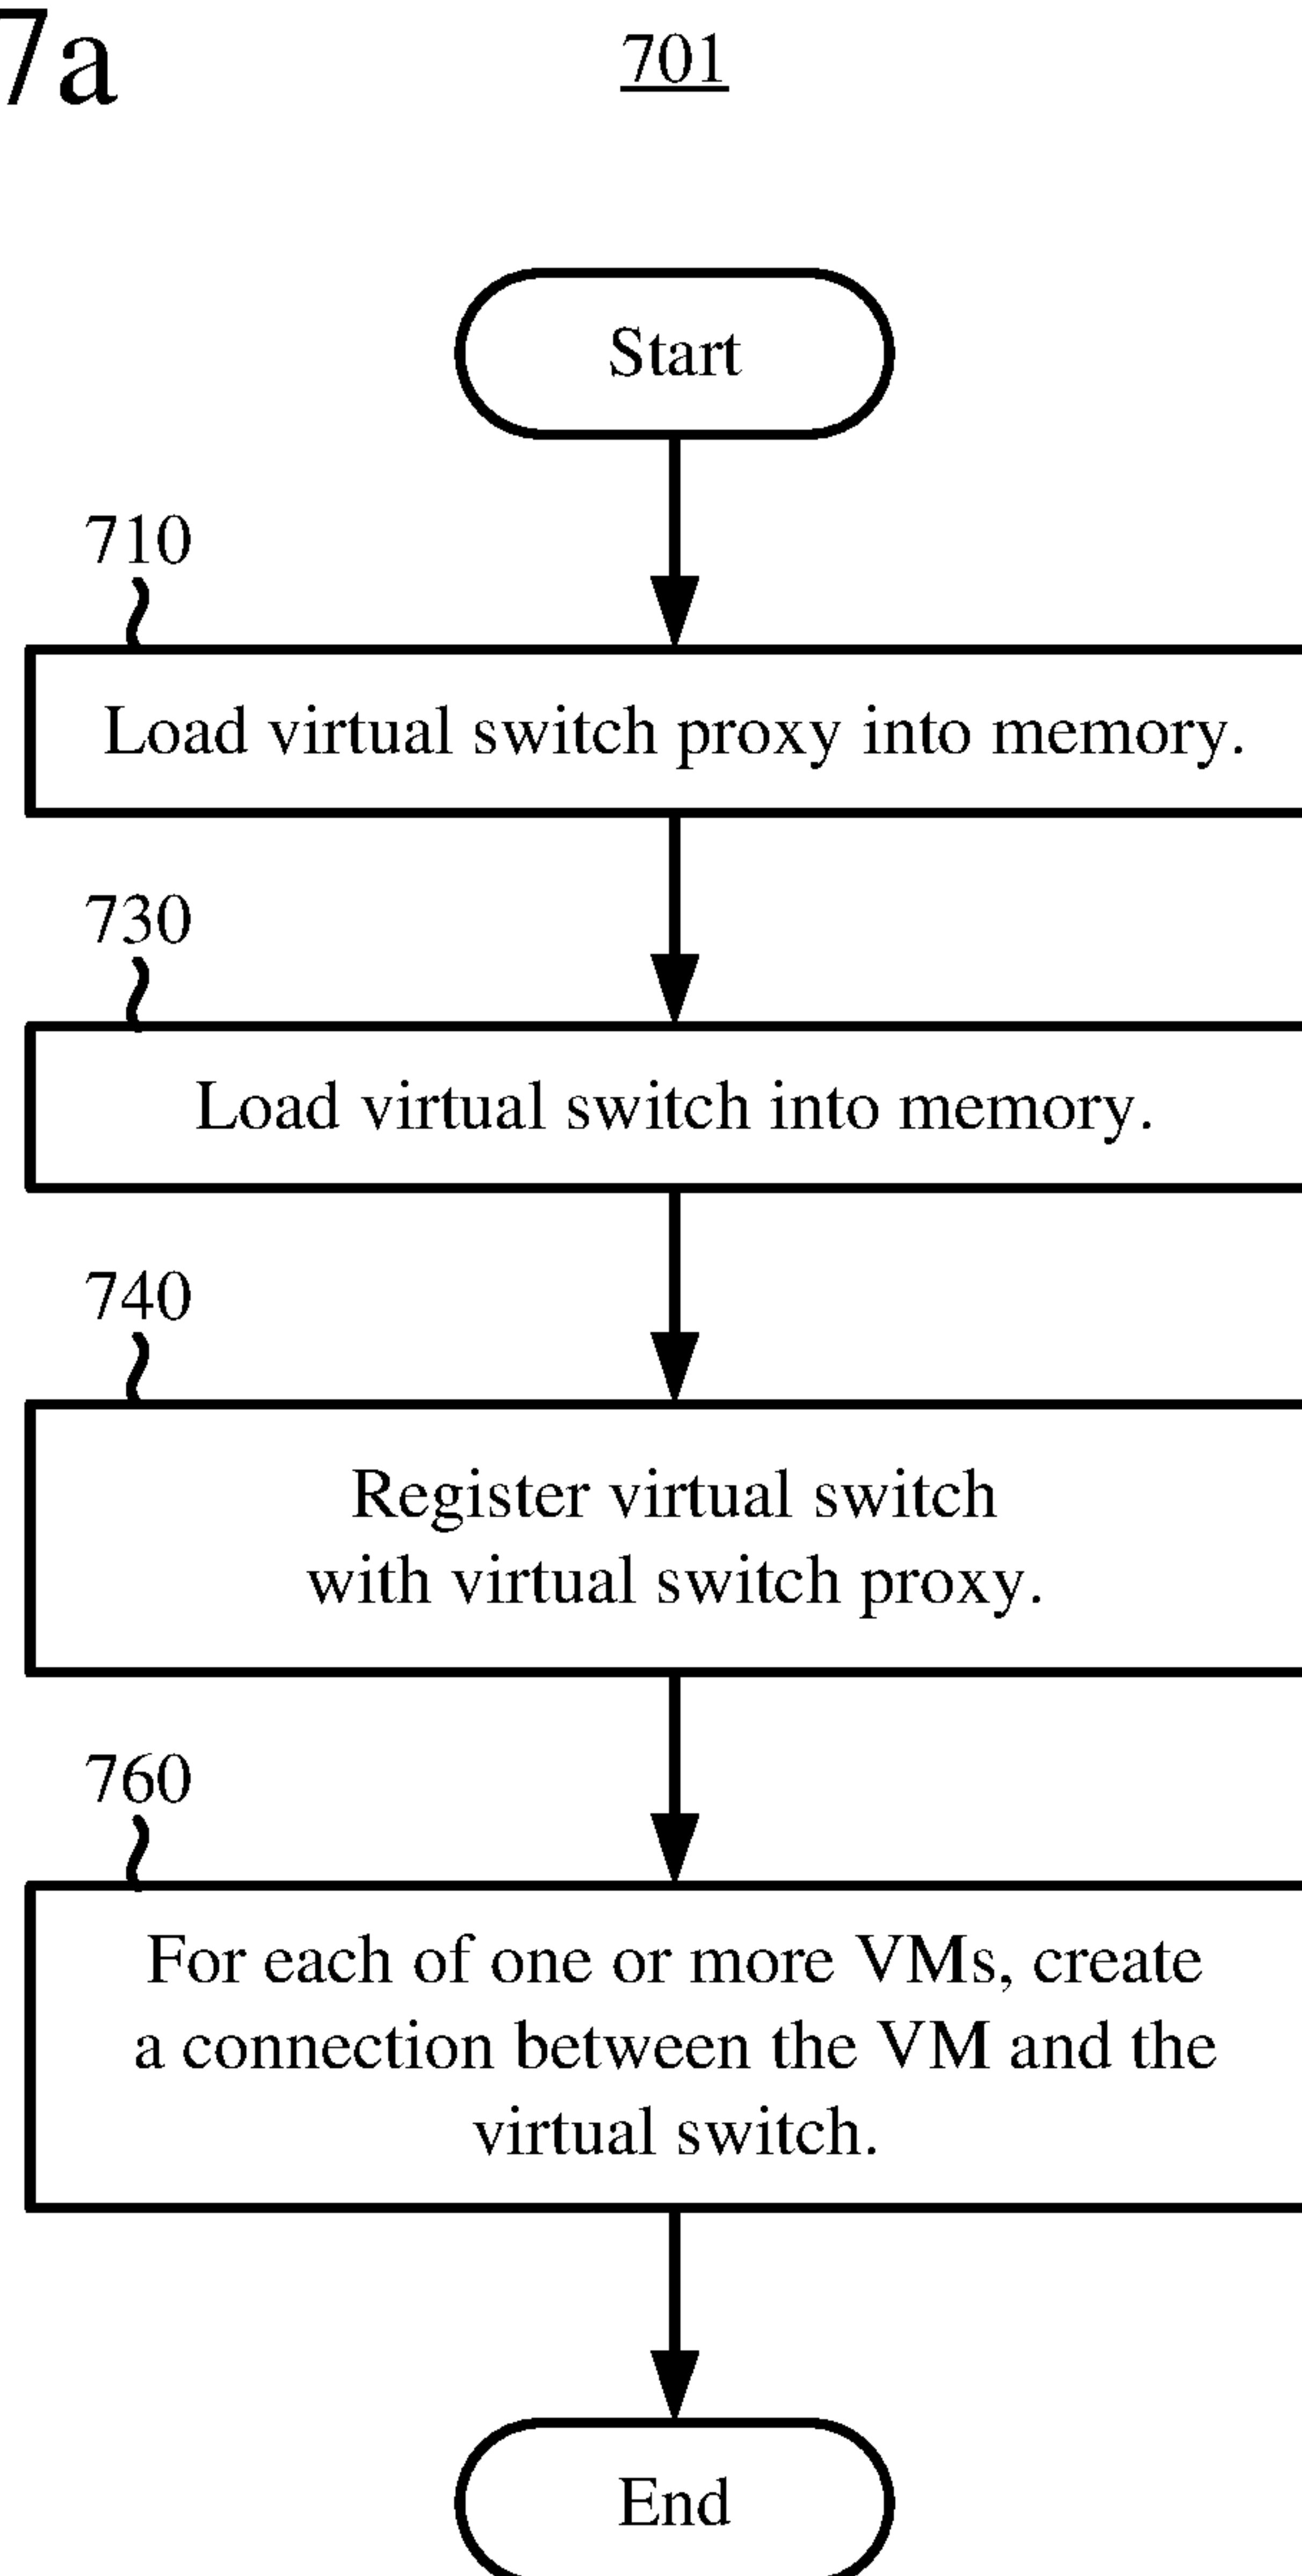 7a
701
Start
710
Load virtual switch proxy into memory.
730
Load virtual switch into memory.
740
Register virtual switch
with virtual switch proxy.
760
For each of one or more VMs, create
a connection between the VM and the
virtual switch.
End